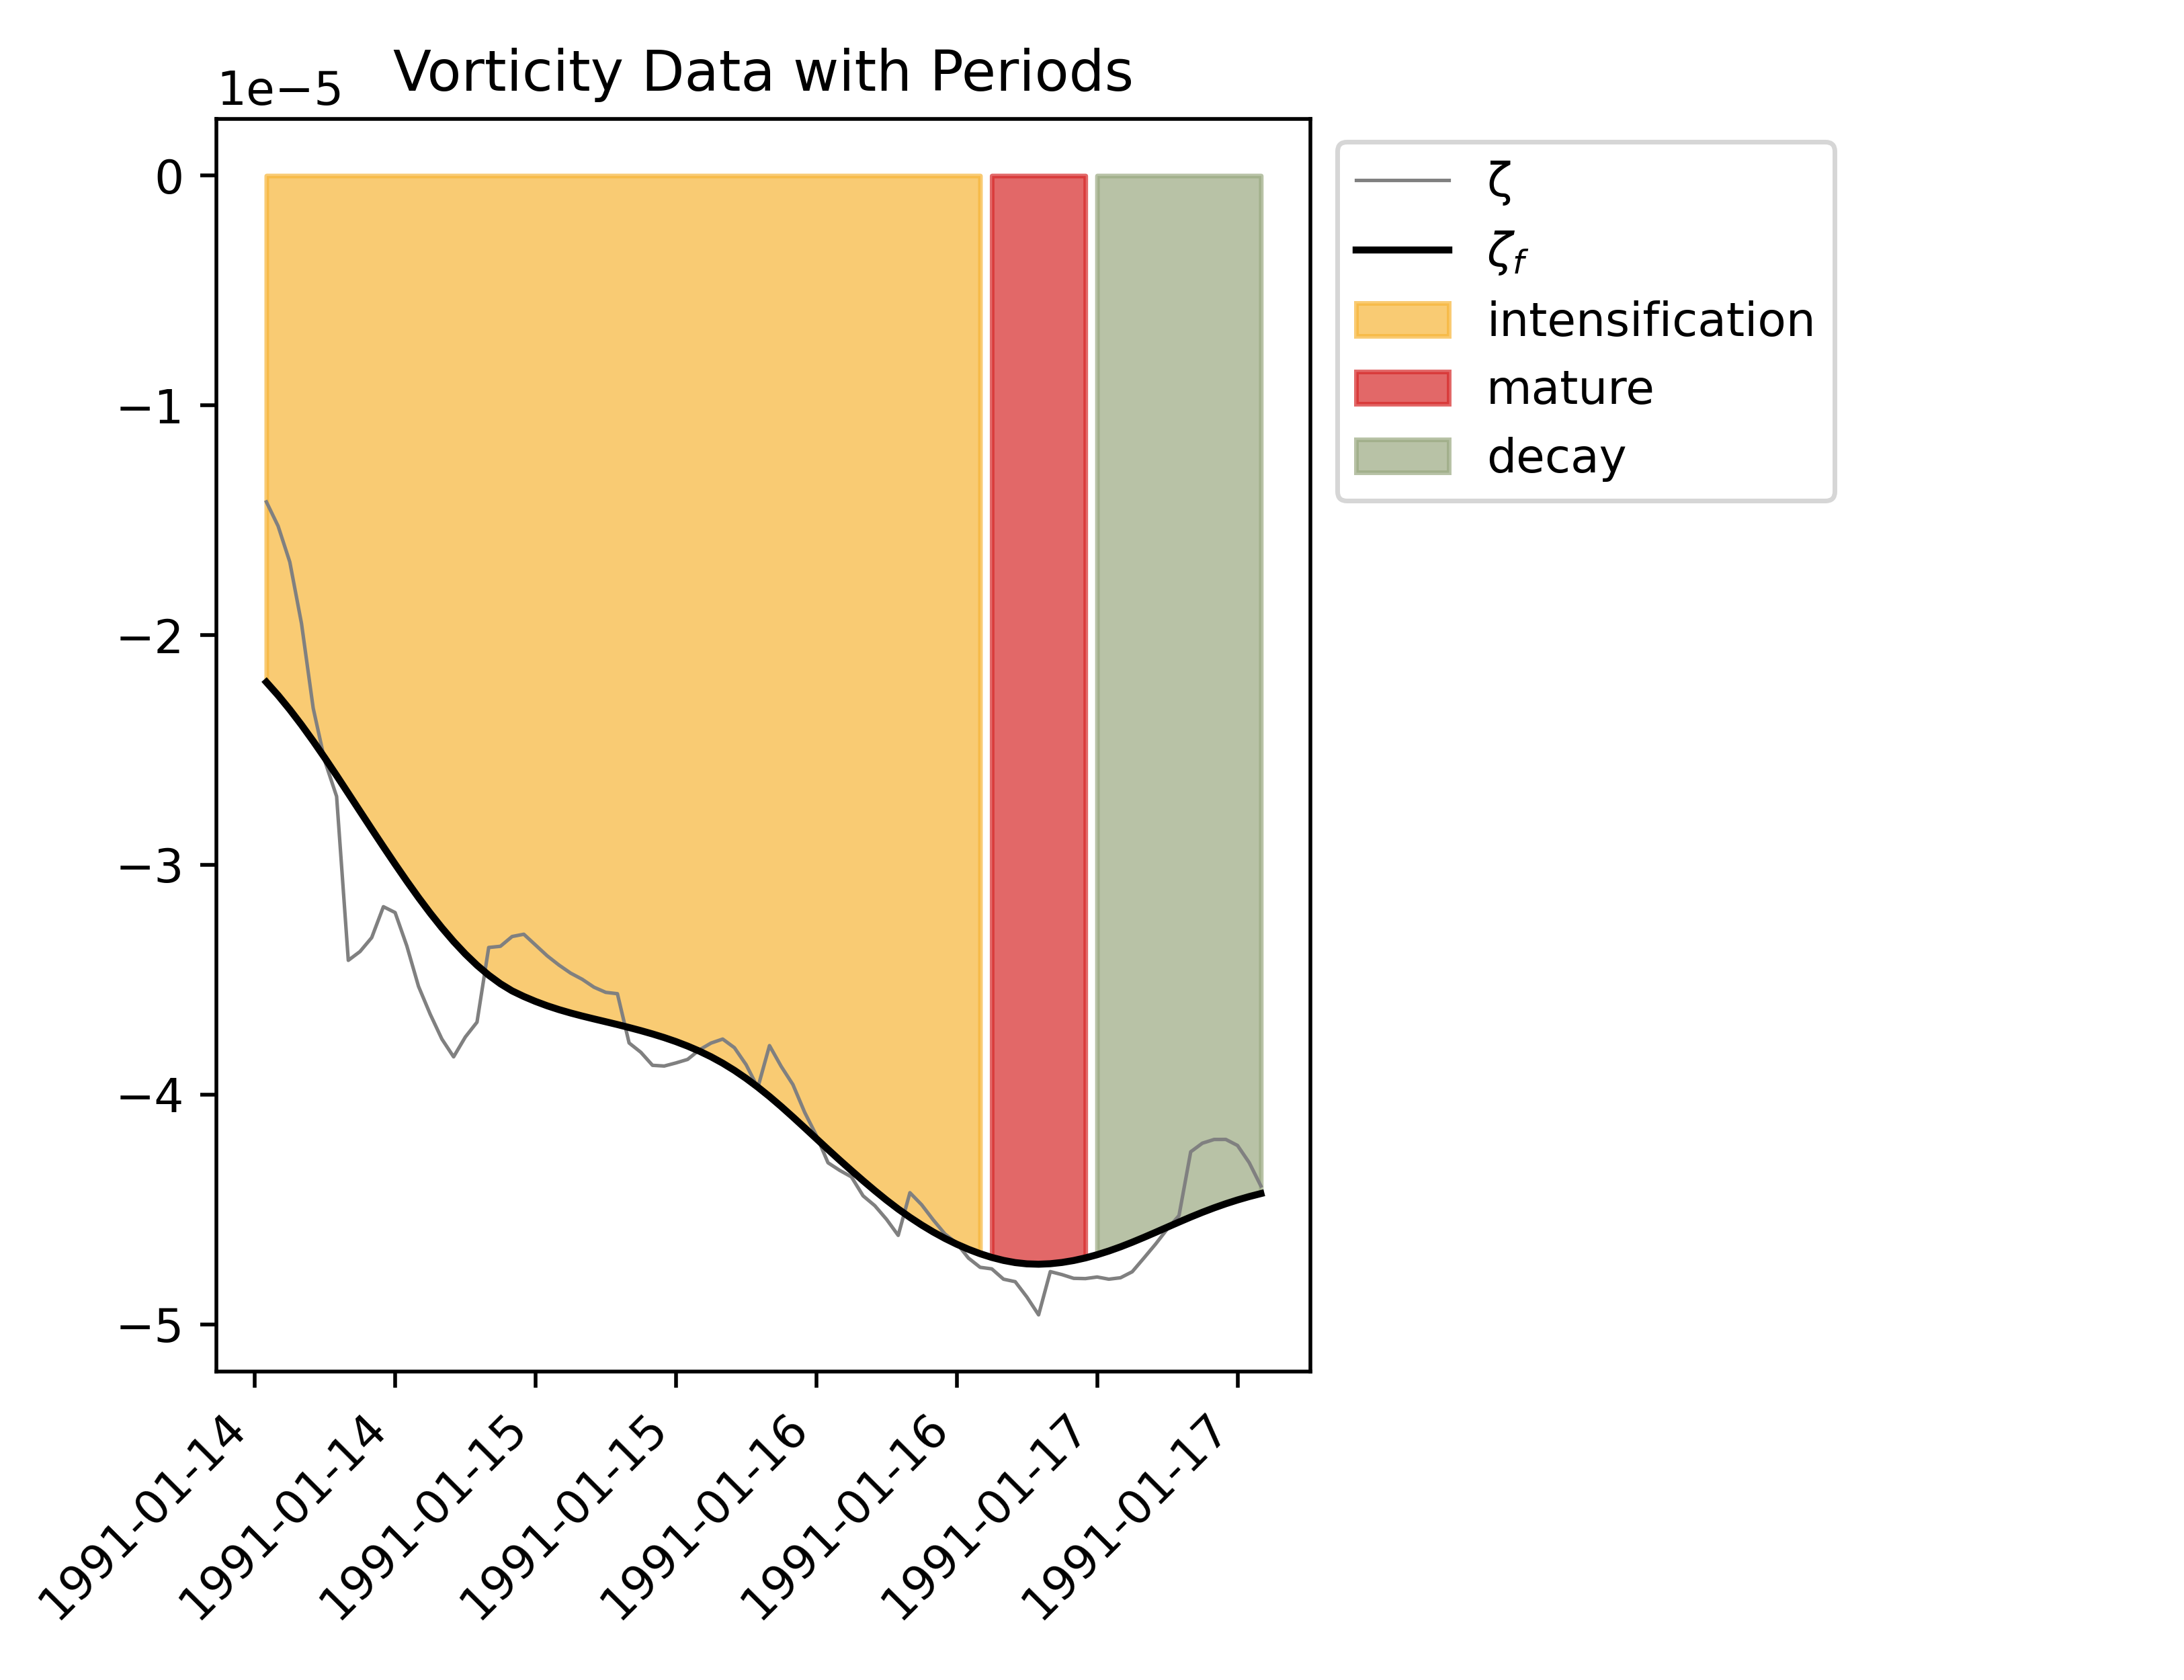 Vorticity Data with Periods
1e−5
0
−1
−2
−3
−4
−5
1991-01-14
1991-01-14
1991-01-15
1991-01-15
1991-01-16
1991-01-16
1991-01-17
1991-01-17
ζ
ζf
intensification
mature
decay